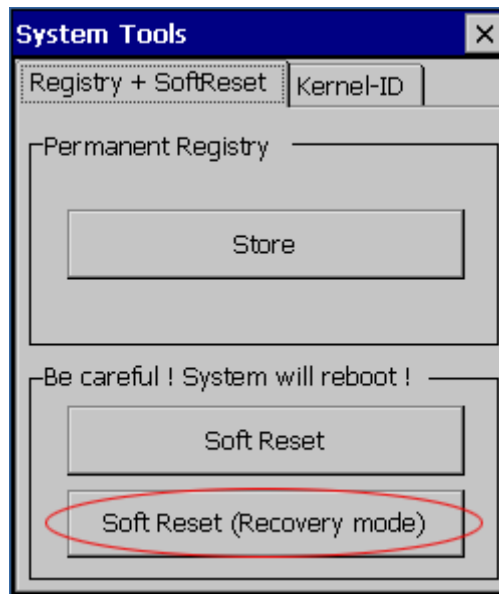 System Tools
Registry + SoftReset
Kernel-ID
Permanent Registry
Store
Be careful ! System will reboot !
Soft Reset
Soft Reset (Recovery mode)